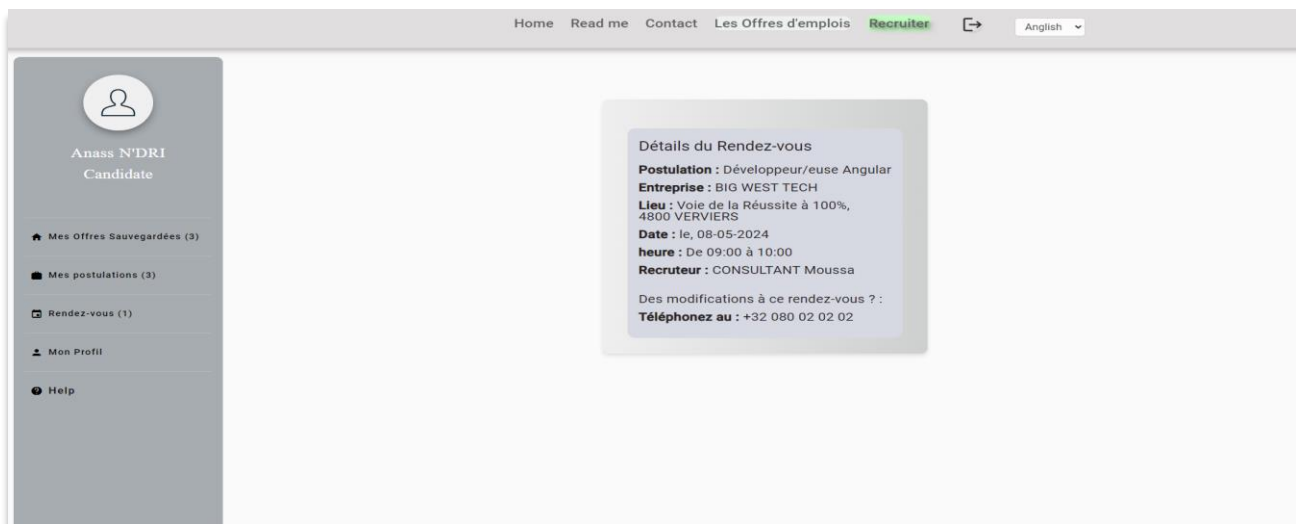 Home Read me Contact Les Offres d'emplois Recruiter Anglish
Anass N'DRI
Candidate
Mes Offres Sauvegardées (3)
Mes postulations (3)
Rendez-vous (1)
Mon Profil
Help
Détails du Rendez-vous
Postulation : Développeur/euse Angular
Entreprise : BIG WEST TECH
Lieu : Voie de la Réussite à 100%,
4800 VERVIERS
Date : le, 08-05-2024
heure : De 09:00 à 10:00
Recruteur : CONSULTANT Moussa
Des modifications à ce rendez-vous ? :
Téléphonez au : +32 080 02 02 02